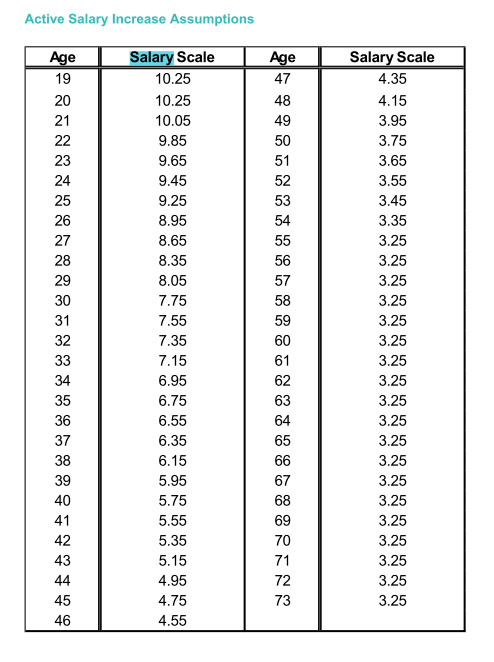 Active Salary Increase Assumptions
Age Salary Scale Age Salary Scale
19 10.25 47 4.35
20 10.25 48 4.15
21 10.05 49 3.95
22 9.85 50 3.75
23 9.65 51 3.65
24 9.45 52 3.55
25 9.25 53 3.45
26 8.95 54 3.35
27 8.65 55 3.25
28 8.35 56 3.25
29 8.05 57 3.25
30 7.75 58 3.25
31 7.55 59 3.25
32 7.35 60 3.25
33 7.15 61 3.25
34 6.95 62 3.25
35 6.75 63 3.25
36 6.55 64 3.25
37 6.35 65 3.25
38 6.15 66 3.25
39 5.95 67 3.25
40 5.75 68 3.25
41 5.55 69 3.25
42 5.35 70 3.25
43 5.15 71 3.25
44 4.95 72 3.25
45 4.75 73 3.25
46 4.55